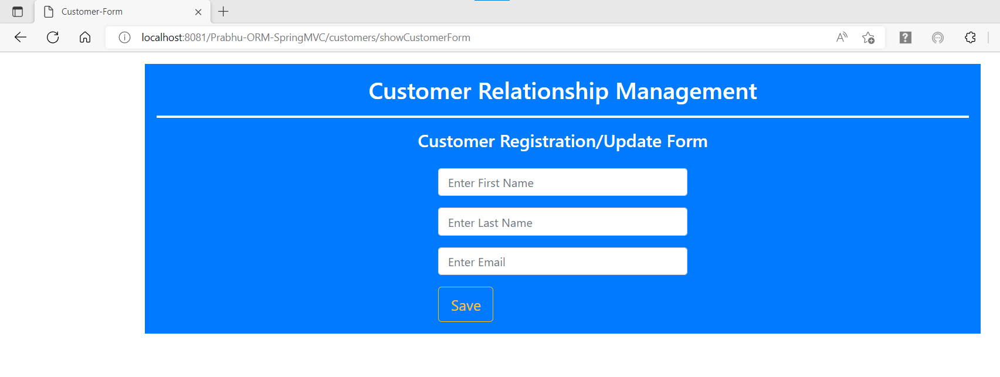 Customer-Form
localhost:8081/Prabhu-ORM-SpringMVC/customers/showCustomerForm
Customer Relationship Management
Customer Registration/Update Form
Enter First Name
Enter Last Name
Enter Email
Save